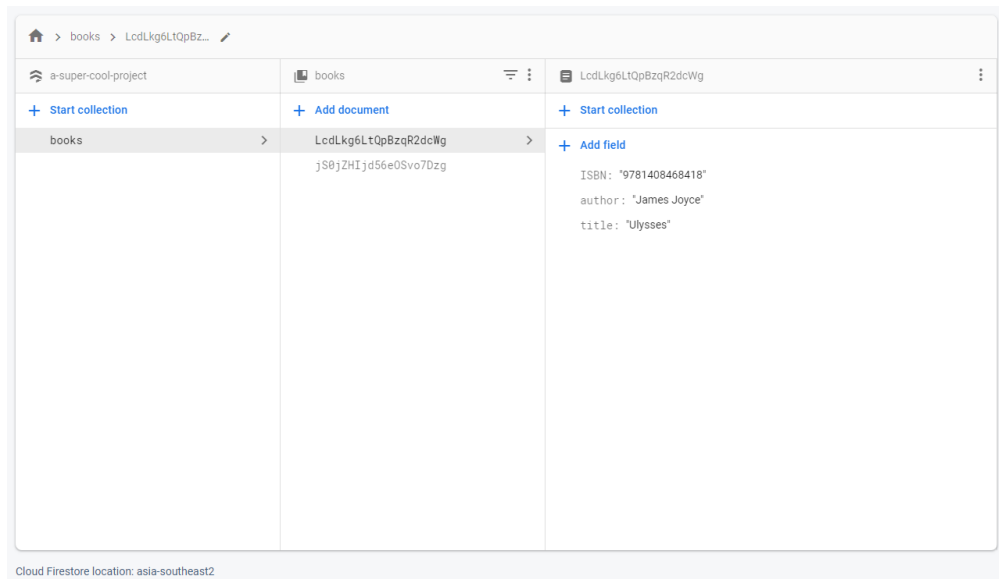 books > LcdLkg6LtQpBz...
a-super-cool-project
books
LcdLkg6LtQpBzqR2dcWg
+ Start collection
+ Add document
+ Start collection
books
LcdLkg6LtQpBzqR2dcWg
jS0jZHIjd56eOSvo7Dzg
+ Add field
ISBN: "9781408468418"
author: "James Joyce"
title: "Ulysses"
Cloud Firestore location: asia-southeast2